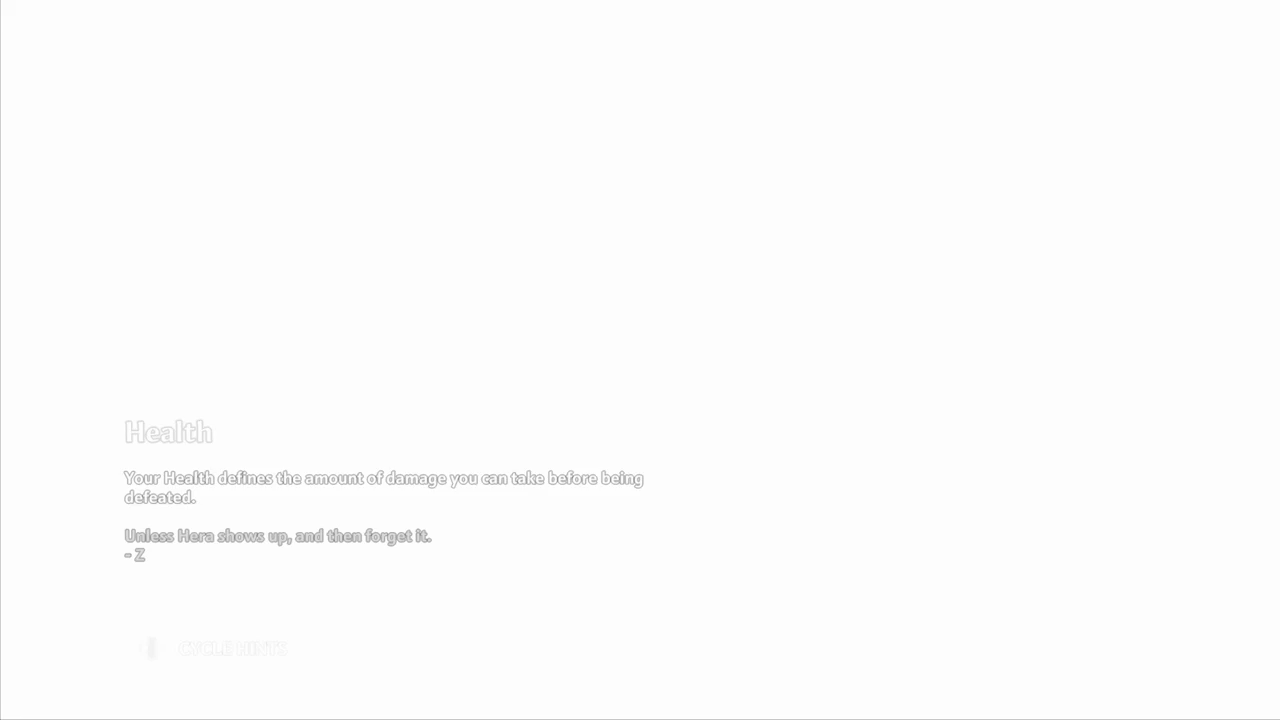 Health
Your Health defines the amount of damage you can take before being
defeated.
Unless Hera shows up, and then forget it.
- Z
CYCLE HINTS